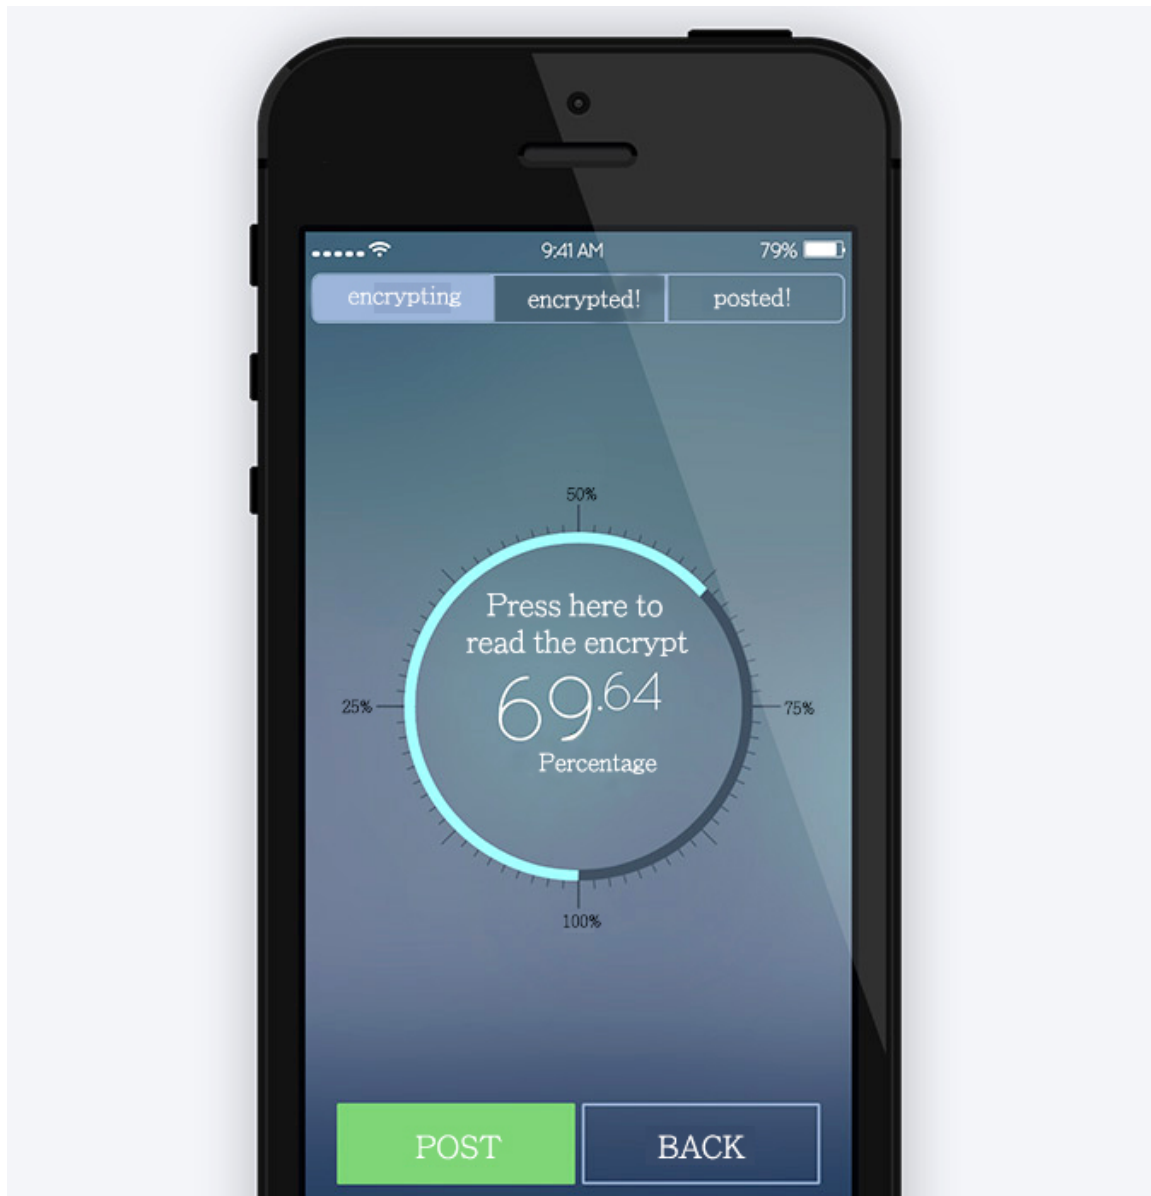 9:41 AM 79%
encrypting encrypted! posted!
50%
Press here to
read the encrypt
69.64
25% 75%
Percentage
100%
POST BACK